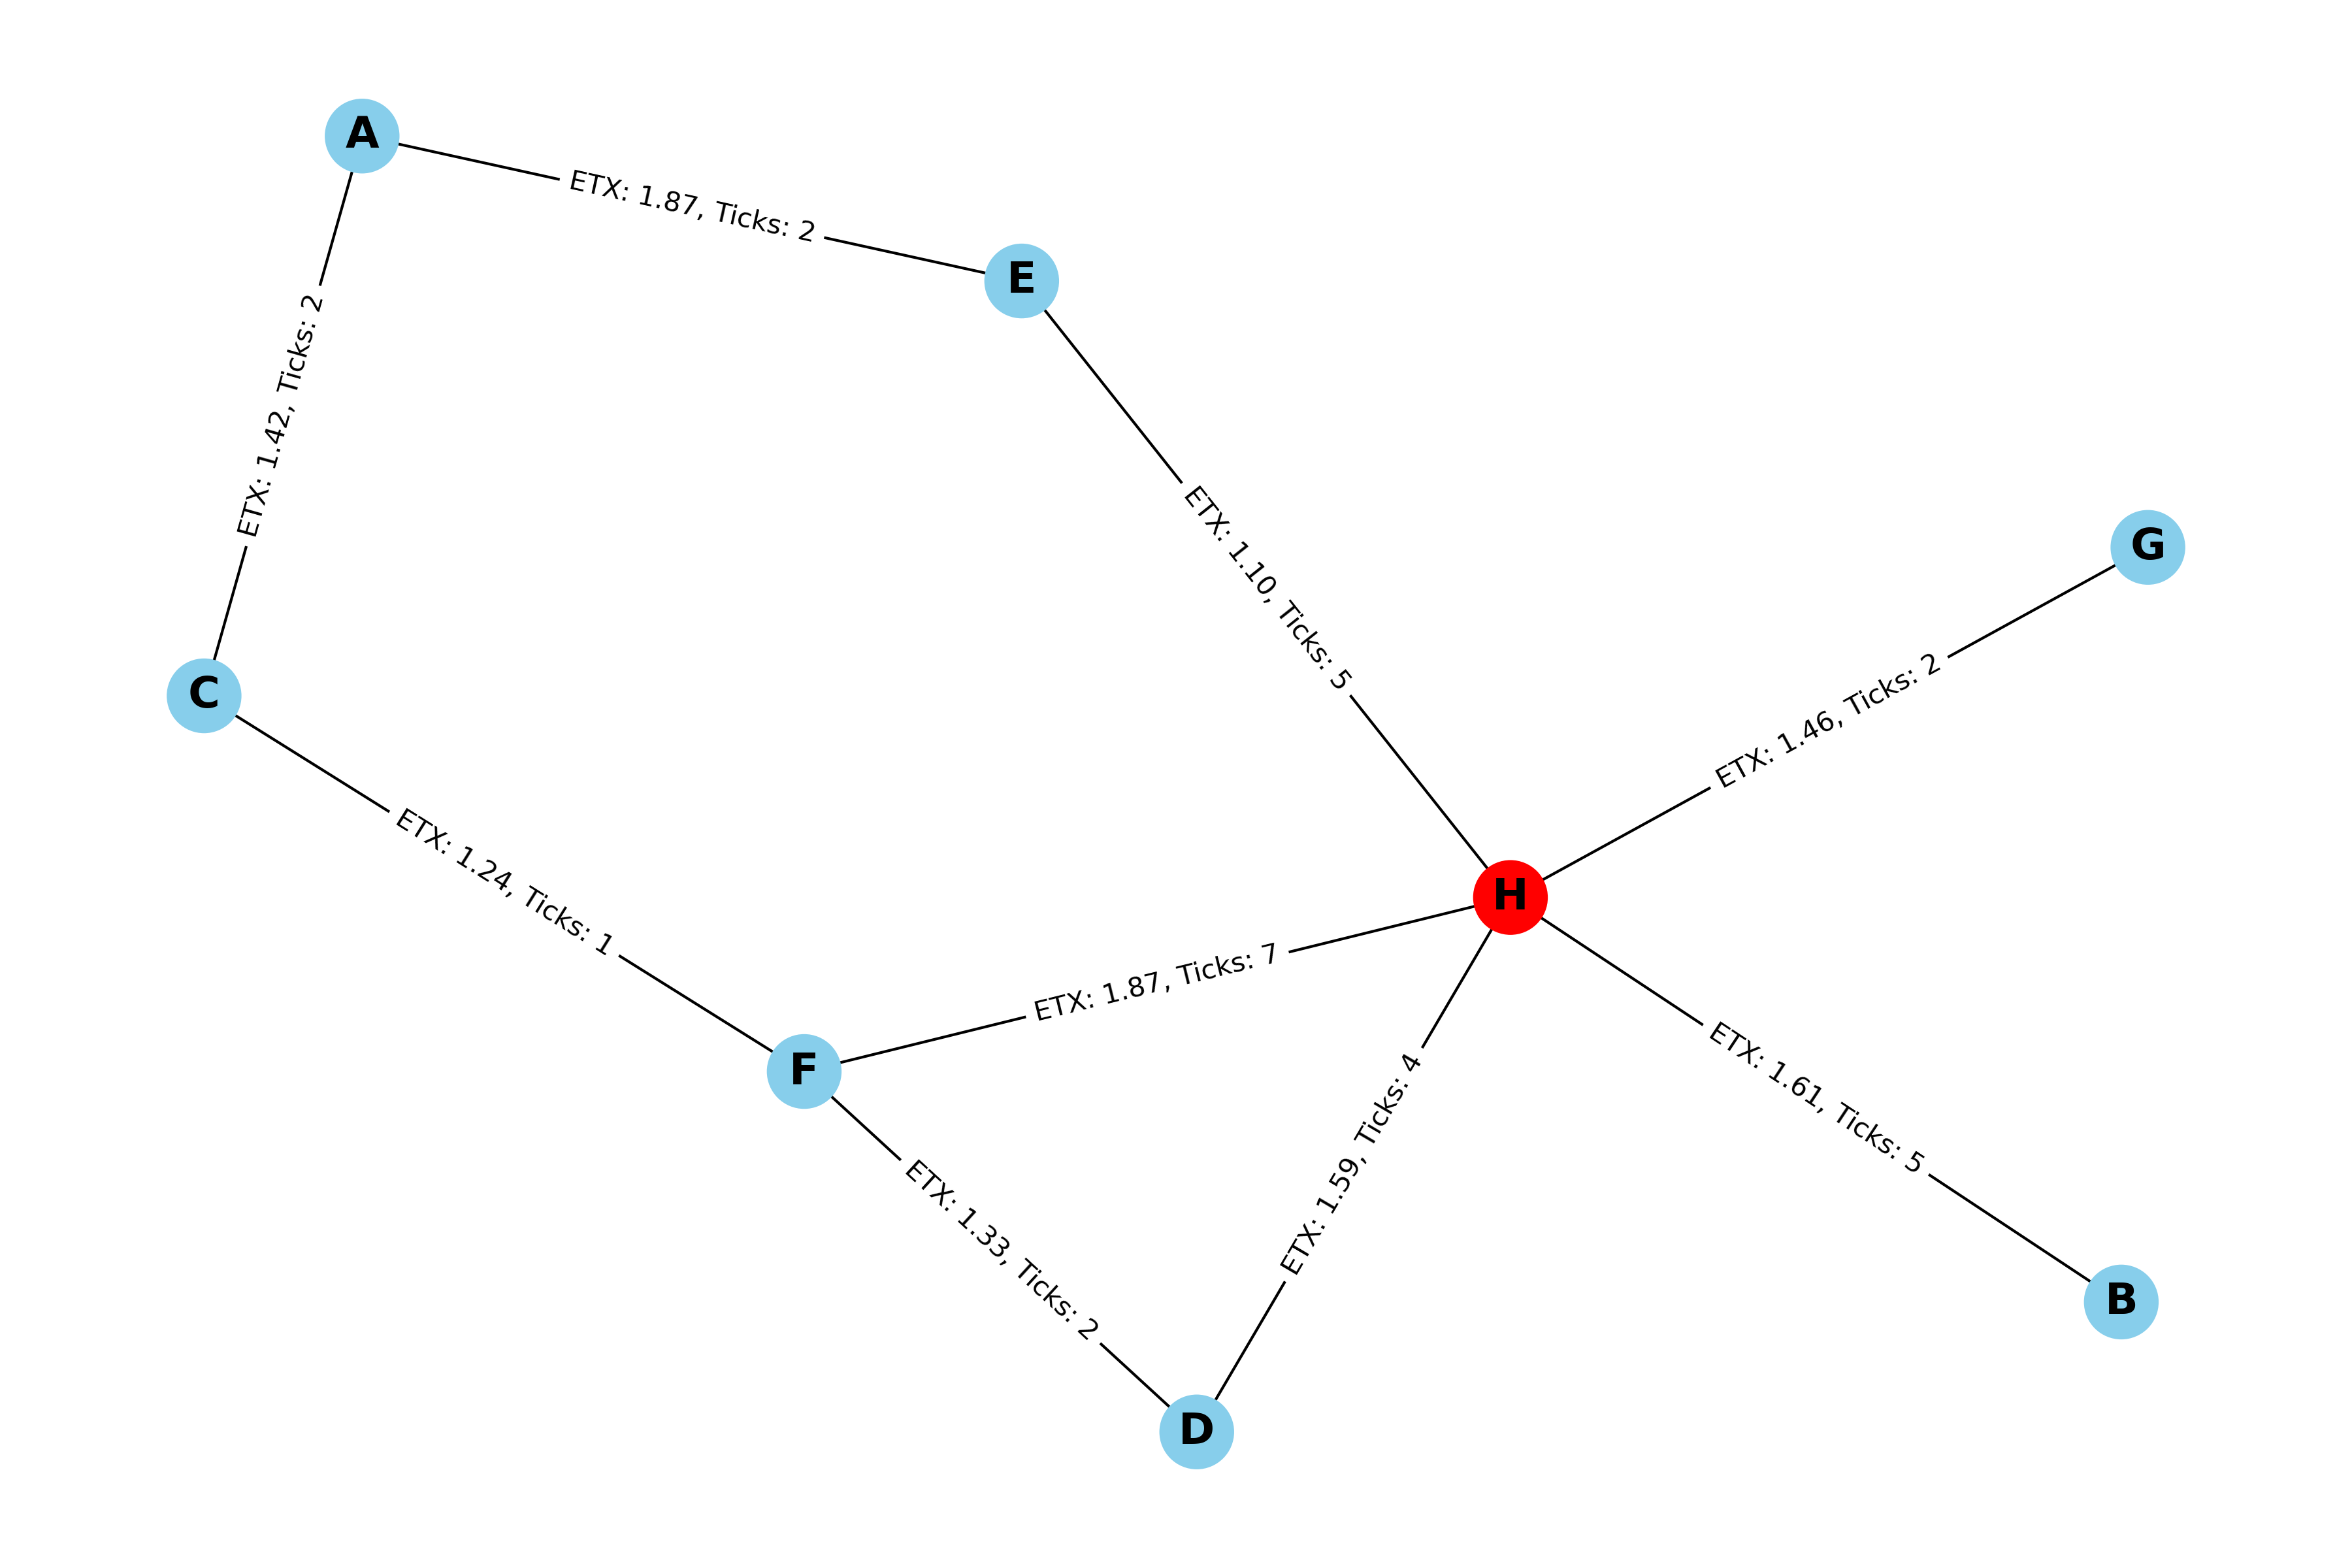 A
ETX: 1.87, Ticks: 2
E
ETX: 1.42, Ticks: 2
ETX: 1.10, Ticks: 5
G
C
ETX: 1.46, Ticks: 2
ETX: 1.24, Ticks: 1
H
ETX: 1.87, Ticks: 7
F
ETX: 1.61, Ticks: 5
ETX: 1.59, Ticks: 4
ETX: 1.33, Ticks: 2
B
D